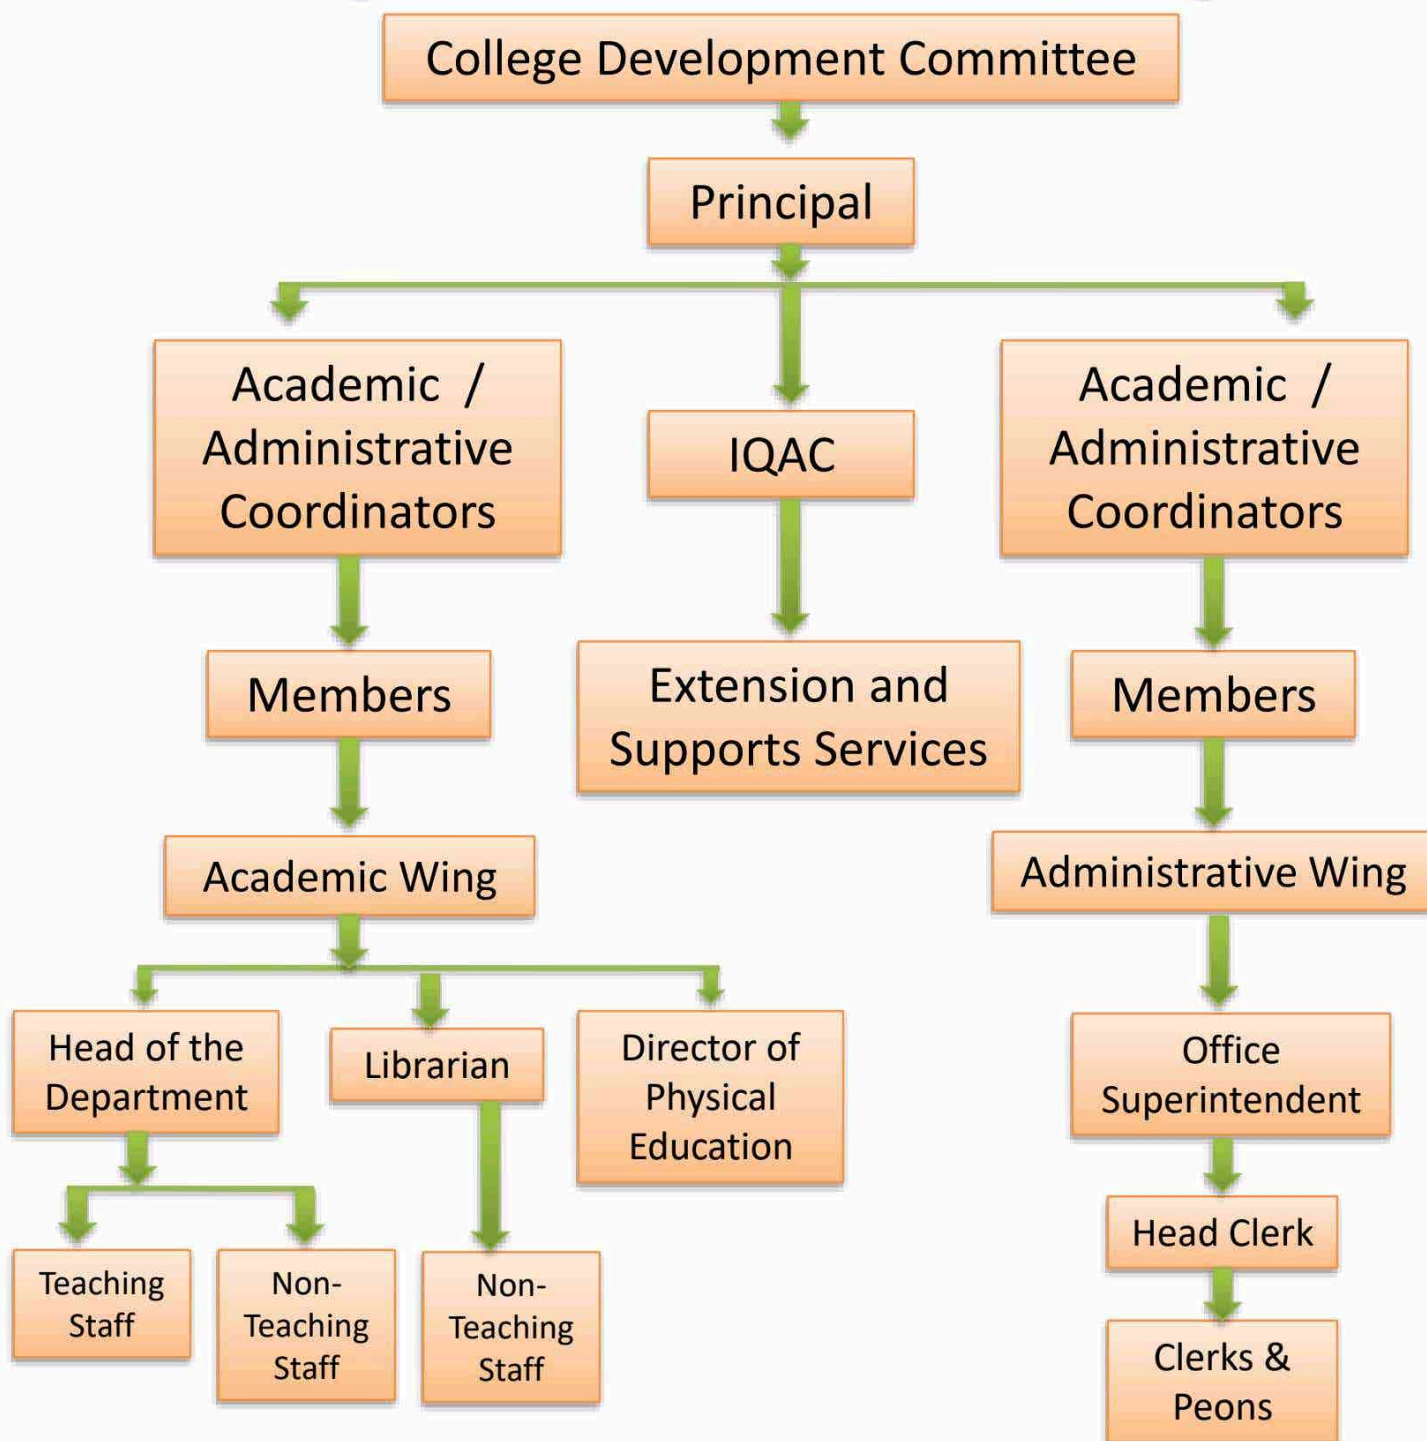 College Development Committee
Principal
Academic /
Administrative
Coordinators
IQAC
Academic /
Administrative
Coordinators
Members
Extension and
Supports Services
Members
Academic Wing
Administrative Wing
Head of the
Department
Librarian
Director of
Physical
Education
Office
Superintendent
Head Clerk
Teaching
Staff
Non-
Teaching
Staff
Non-
Teaching
Staff
Clerks &
Peons